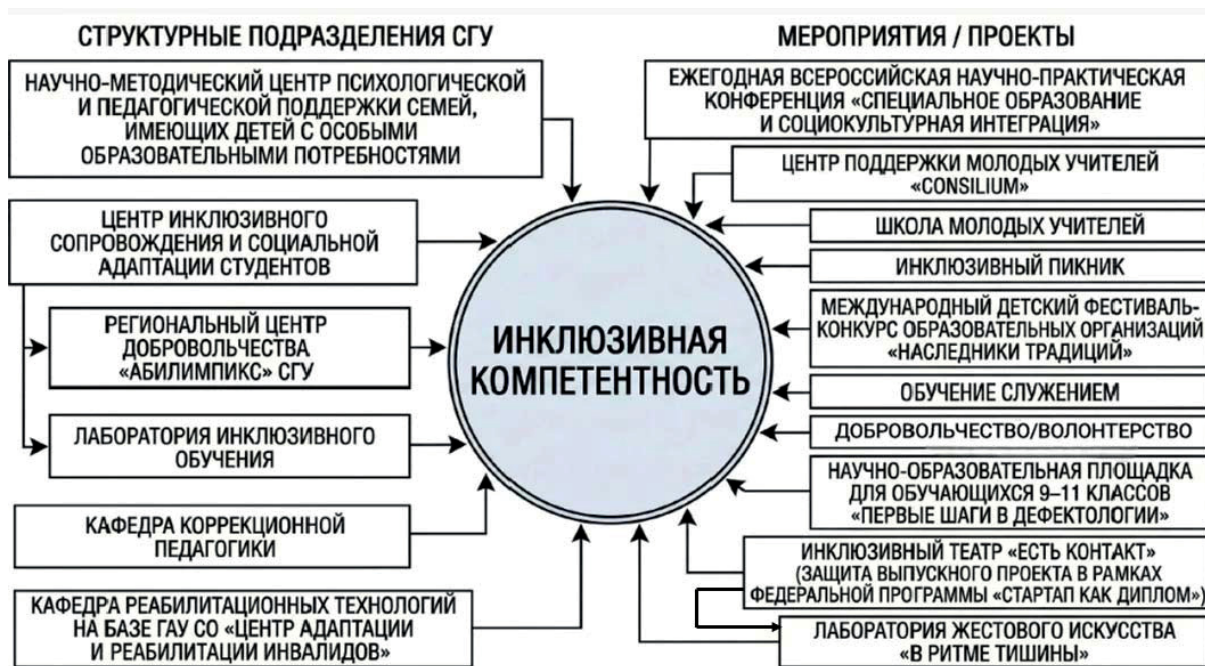 СТРУКТУРНЫЕ ПОДРАЗДЕЛЕНИЯ СГУ
НАУЧНО-МЕТОДИЧЕСКИЙ ЦЕНТР ПСИХОЛОГИЧЕСКОЙ
И ПЕДАГОГИЧЕСКОЙ ПОДДЕРЖКИ СЕМЕЙ,
ИМЕЮЩИХ ДЕТЕЙ С ОСОБЫМИ
ОБРАЗОВАТЕЛЬНЫМИ ПОТРЕБНОСТЯМИ
ЦЕНТР ИНКЛЮЗИВНОГО
СОПРОВОЖДЕНИЯ И СОЦИАЛЬНОЙ
АДАПТАЦИИ СТУДЕНТОВ
РЕГИОНАЛЬНЫЙ ЦЕНТР
ДОБРОВОЛЬЧЕСТВА
«АБИЛИМПИКС» СГУ
ЛАБОРАТОРИЯ ИНКЛЮЗИВНОГО
ОБУЧЕНИЯ
КАФЕДРА КОРРЕКЦИОННОЙ
ПЕДАГОГИКИ
КАФЕДРА РЕАБИЛИТАЦИОННЫХ ТЕХНОЛОГИЙ
НА БАЗЕ ГАУ СО «ЦЕНТР АДАПТАЦИИ
И РЕАБИЛИТАЦИИ ИНВАЛИДОВ»
ИНКЛЮЗИВНАЯ
КОМПЕТЕНТНОСТЬ
МЕРОПРИЯТИЯ / ПРОЕКТЫ
ЕЖЕГОДНАЯ ВСЕРОССИЙСКАЯ НАУЧНО-ПРАКТИЧЕСКАЯ
КОНФЕРЕНЦИЯ «СПЕЦИАЛЬНОЕ ОБРАЗОВАНИЕ
И СОЦИОКУЛЬТУРНАЯ ИНТЕГРАЦИЯ»
ЦЕНТР ПОДДЕРЖКИ МОЛОДЫХ УЧИТЕЛЕЙ
«CONSILIUM»
ШКОЛА МОЛОДЫХ УЧИТЕЛЕЙ
ИНКЛЮЗИВНЫЙ ПИКНИК
МЕЖДУНАРОДНЫЙ ДЕТСКИЙ ФЕСТИВАЛЬ-
КОНКУРС ОБРАЗОВАТЕЛЬНЫХ ОРГАНИЗАЦИЙ
«НАСЛЕДНИКИ ТРАДИЦИЙ»
ОБУЧЕНИЕ СЛУЖЕНИЕМ
ДОБРОВОЛЬЧЕСТВО/ВОЛОНТЕРСТВО
НАУЧНО-ОБРАЗОВАТЕЛЬНАЯ ПЛОЩАДКА
ДЛЯ ОБУЧАЮЩИХСЯ 9–11 КЛАССОВ
«ПЕРВЫЕ ШАГИ В ДЕФЕКТОЛОГИИ»
ИНКЛЮЗИВНЫЙ ТЕАТР «ЕСТЬ КОНТАКТ»
(ЗАЩИТА ВЫПУСКНОГО ПРОЕКТА В РАМКАХ
ФЕДЕРАЛЬНОЙ ПРОГРАММЫ «СТАРТАП КАК ДИПЛОМ»)
ЛАБОРАТОРИЯ ЖЕСТОВОГО ИСКУССТВА
«В РИТМЕ ТИШИНЫ»